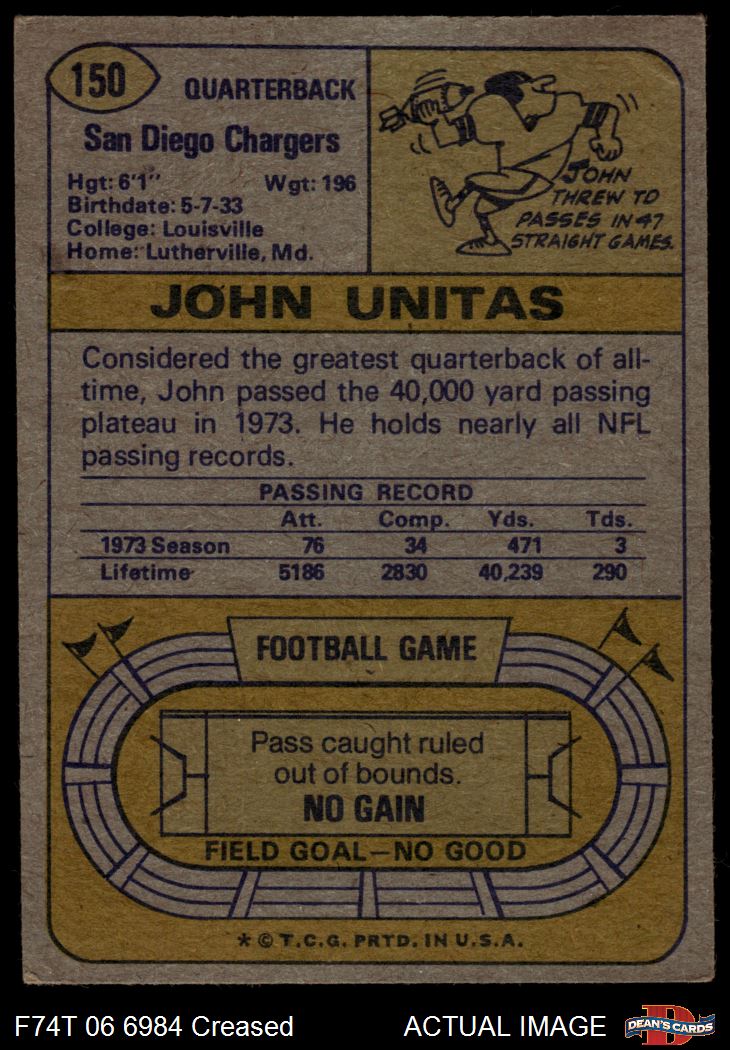 150
QUARTERBACK
San Diego Chargers
Hgt: 6'1" Wgt: 196
Birthdate: 5-7-33
College: Louisville
Home: Lutherville, Md.
JOHN
THREW TD
PASSES IN 47
STRAIGHT GAMES.
JOHN UNITAS
Considered the greatest quarterback of all-
time, John passed the 40,000 yard passing
plateau in 1973. He holds nearly all NFL
passing records.
PASSING RECORD
Att. Comp. Yds. Tds.
1973 Season 76 34 471 3
Lifetime 5186 2830 40,239 290
FOOTBALL GAME
Pass caught ruled
out of bounds.
NO GAIN
FIELD GOAL—NO GOOD
* © T.C.G. PRTD. IN U.S.A.
F74T 06 6984 Creased ACTUAL IMAGE
D
DEAN'S CARDS